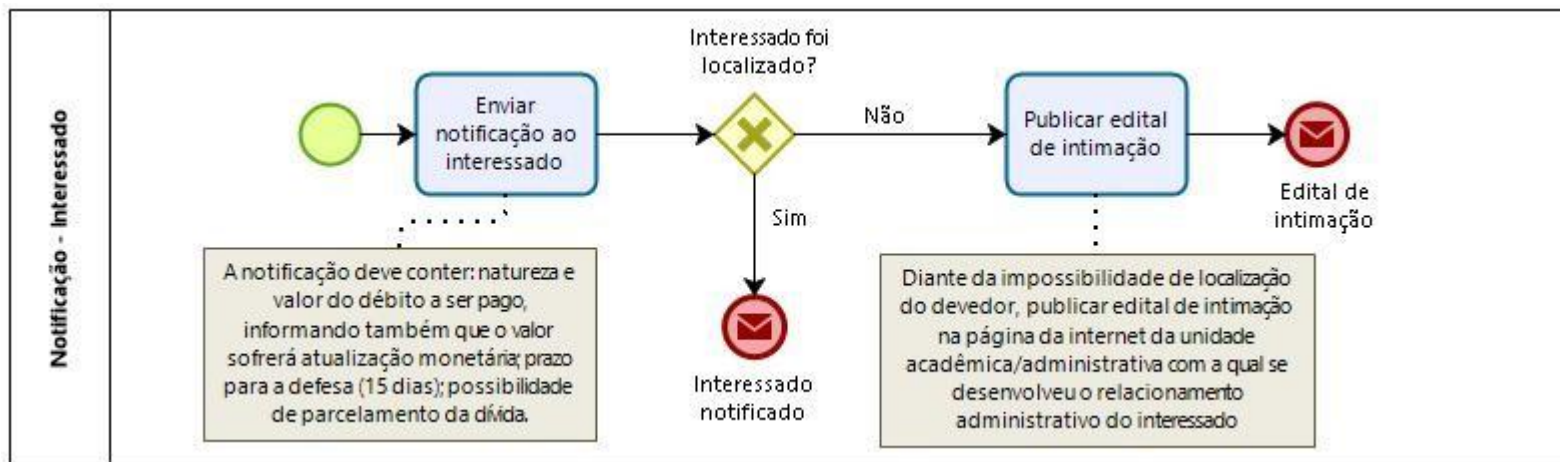 Notificação - Interessado
Enviar
notificação ao
interessado
A notificação deve conter: natureza e
valor do débito a ser pago,
informando também que o valor
sofrerá atualização monetária; prazo
para a defesa (15 dias); possibilidade
de parcelamento da dívida.
Interessado foi
localizado?
Não
Sim
Interessado
notificado
Publicar edital
de intimação
Edital de
intimação
Diante da impossibilidade de localização
do devedor, publicar edital de intimação
na página da internet da unidade
acadêmica/administrativa com a qual se
desenvolveu o relacionamento
administrativo do interessado